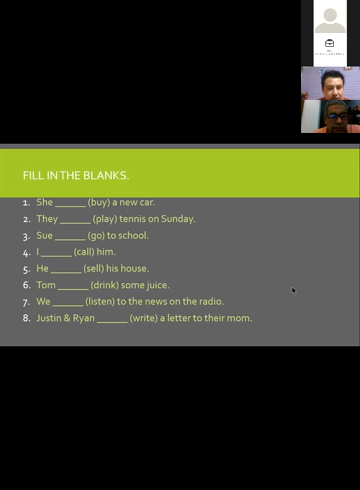 FILL IN THE BLANKS.
1. She ______ (buy) a new car.
2. They ______ (play) tennis on Sunday.
3. Sue ______ (go) to school.
4. I ______ (call) him.
5. He ______ (sell) his house.
6. Tom ______ (drink) some juice.
7. We ______ (listen) to the news on the radio.
8. Justin & Ryan ______ (write) a letter to their mom.